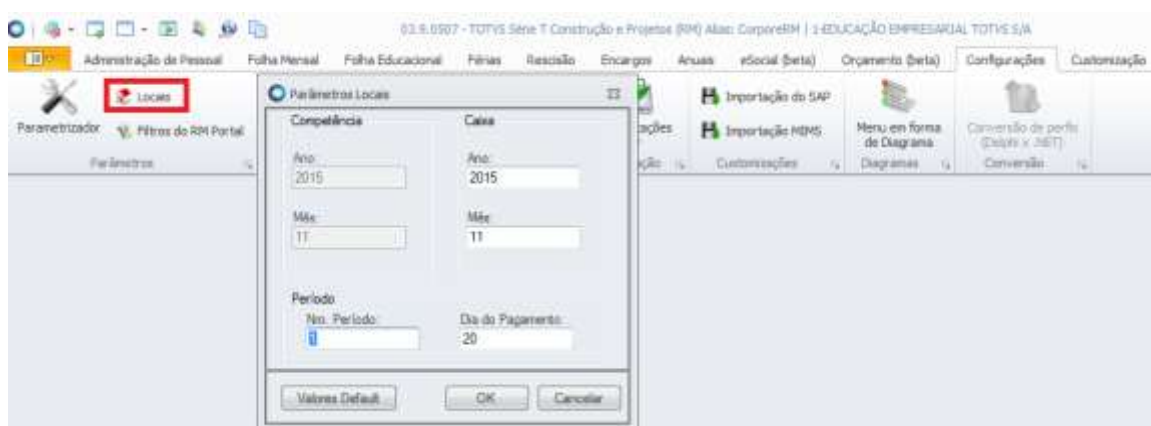 03.9.0507 - TOTVS Série T Construção e Projetos (RM) Alias: CorporeRM | 1-EDUCAÇÃO EMPRESARIAL TOTVS S/A
Administração de Pessoal Folha Mensal Folha Educacional Férias Rescisão Encargos Anuais eSocial (beta) Orçamento (beta) Configurações Customização
Locais
Parametrizador Filtros do RM Portal
Parâmetros
Parâmetros Locais
Competência Caixa
Ano: Ano:
2015 2015
Mês: Mês:
11 11
Período
Nro. Período: Dia do Pagamento:
1 20
Valores Default OK Cancelar
Importação do SAP
Importação MIMS
Customizações
Menu em forma
de Diagrama
Diagramas
Conversão de perfis
(Delphi x .NET)
Conversão